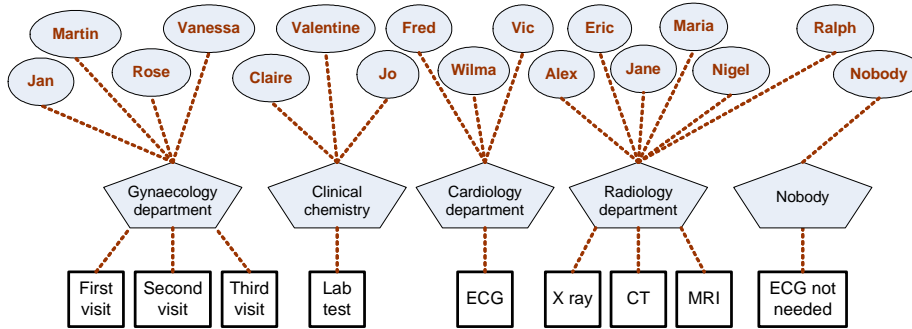 Martin
Vanessa
Valentine
Fred
Vic
Eric
Maria
Ralph
Jan
Rose
Claire
Jo
Wilma
Alex
Jane
Nigel
Nobody
Gynaecology
department
Clinical
chemistry
Cardiology
department
Radiology
department
Nobody
First
visit
Second
visit
Third
visit
Lab
test
ECG
X ray
CT
MRI
ECG not
needed